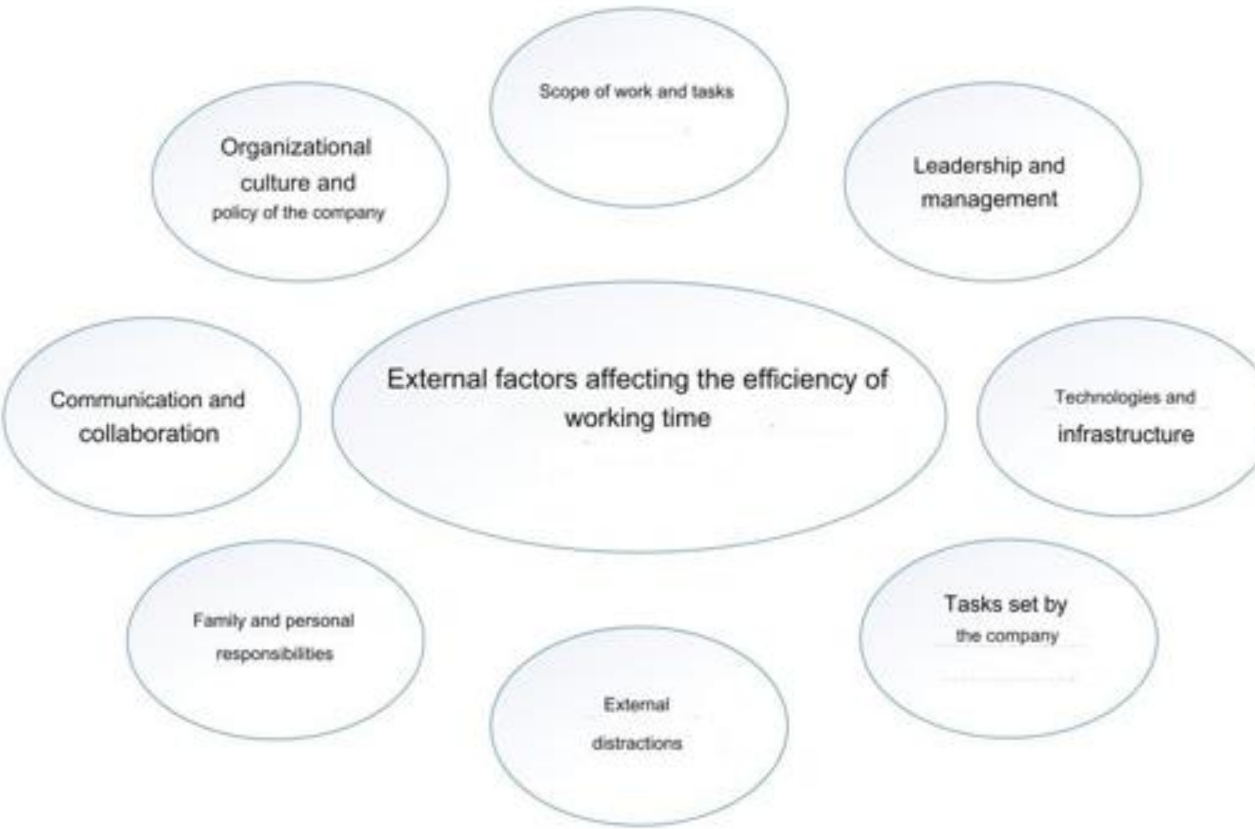 Scope of work and tasks
Organizational
culture and
policy of the company
Leadership and
management
External factors affecting the efficiency of
working time
Communication and
collaboration
Technologies and
infrastructure
Family and personal
responsibilities
Tasks set by
the company
External
distractions